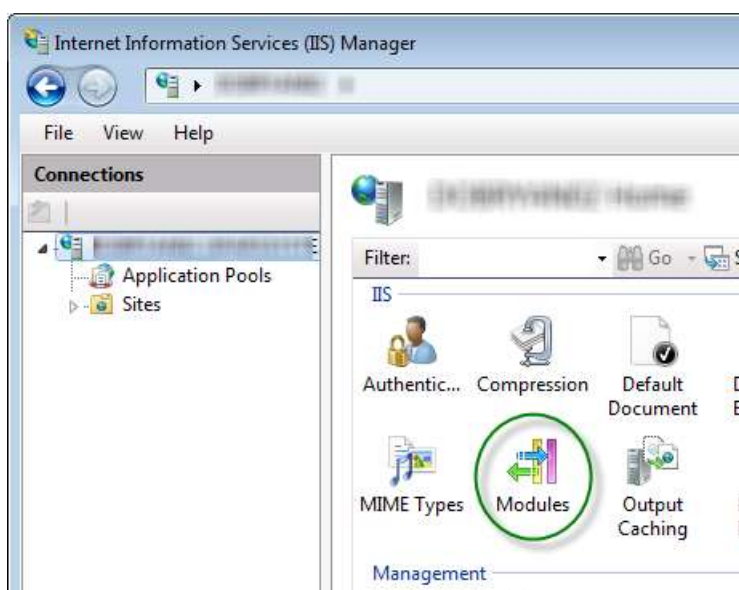 Internet Information Services (IIS) Manager
File View Help
Connections
Filter: Go S
IIS
Application Pools
Sites
Authentic... Compression Default
Document
MIME Types Modules Output
Caching
Management